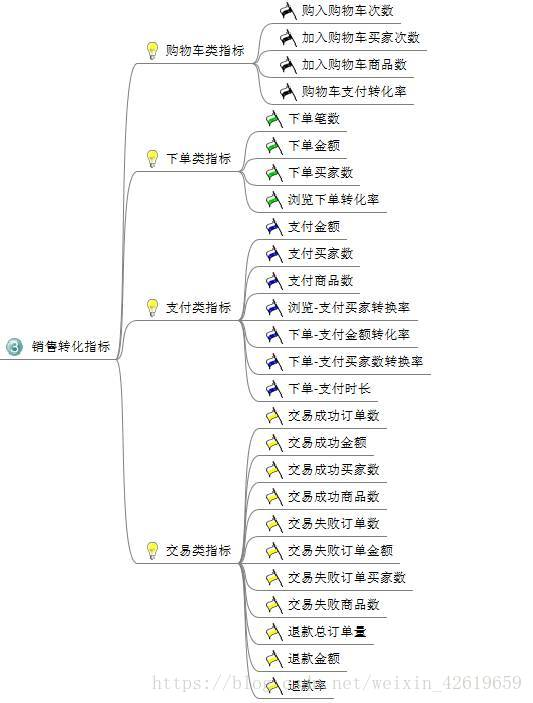 购入购物车次数
加入购物车买家次数
购物车类指标
加入购物车商品数
购物车支付转化率
下单笔数
下单金额
下单类指标
下单买家数
浏览下单转化率
支付金额
支付买家数
支付商品数
支付类指标
浏览-支付买家转换率
下单-支付金额转化率
3 销售转化指标
下单-支付买家数转换率
下单-支付时长
交易成功订单数
交易成功金额
交易成功买家数
交易成功商品数
交易失败订单数
交易类指标
交易失败订单金额
交易失败订单买家数
交易失败商品数
退款总订单量
退款金额
退款率
https://blog.csdn.net/weixin_42619659